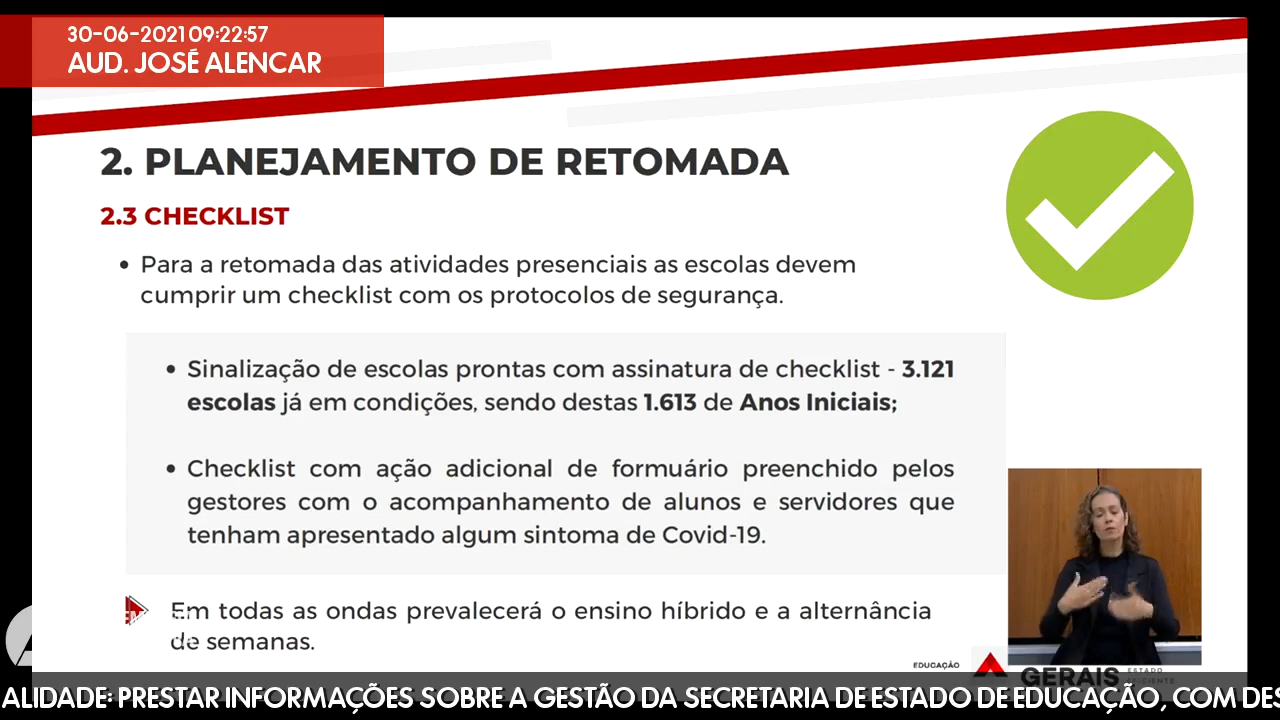 30-06-2021 09:22:57
AUD. JOSÉ ALENCAR
2. PLANEJAMENTO DE RETOMADA
2.3 CHECKLIST
• Para a retomada das atividades presenciais as escolas devem
cumprir um checklist com os protocolos de segurança.
• Sinalização de escolas prontas com assinatura de checklist - 3.121
escolas já em condições, sendo destas 1.613 de Anos Iniciais;
• Checklist com ação adicional de formuário preenchido pelos
gestores com o acompanhamento de alunos e servidores que
tenham apresentado algum sintoma de Covid-19.
Em todas as ondas prevalecerá o ensino híbrido e a alternância
de semanas.
EDUCAÇÃO
GERAIS
ESTADO
EFICIENTE
ALIDADE: PRESTAR INFORMAÇÕES SOBRE A GESTÃO DA SECRETARIA DE ESTADO DE EDUCAÇÃO, COM DES